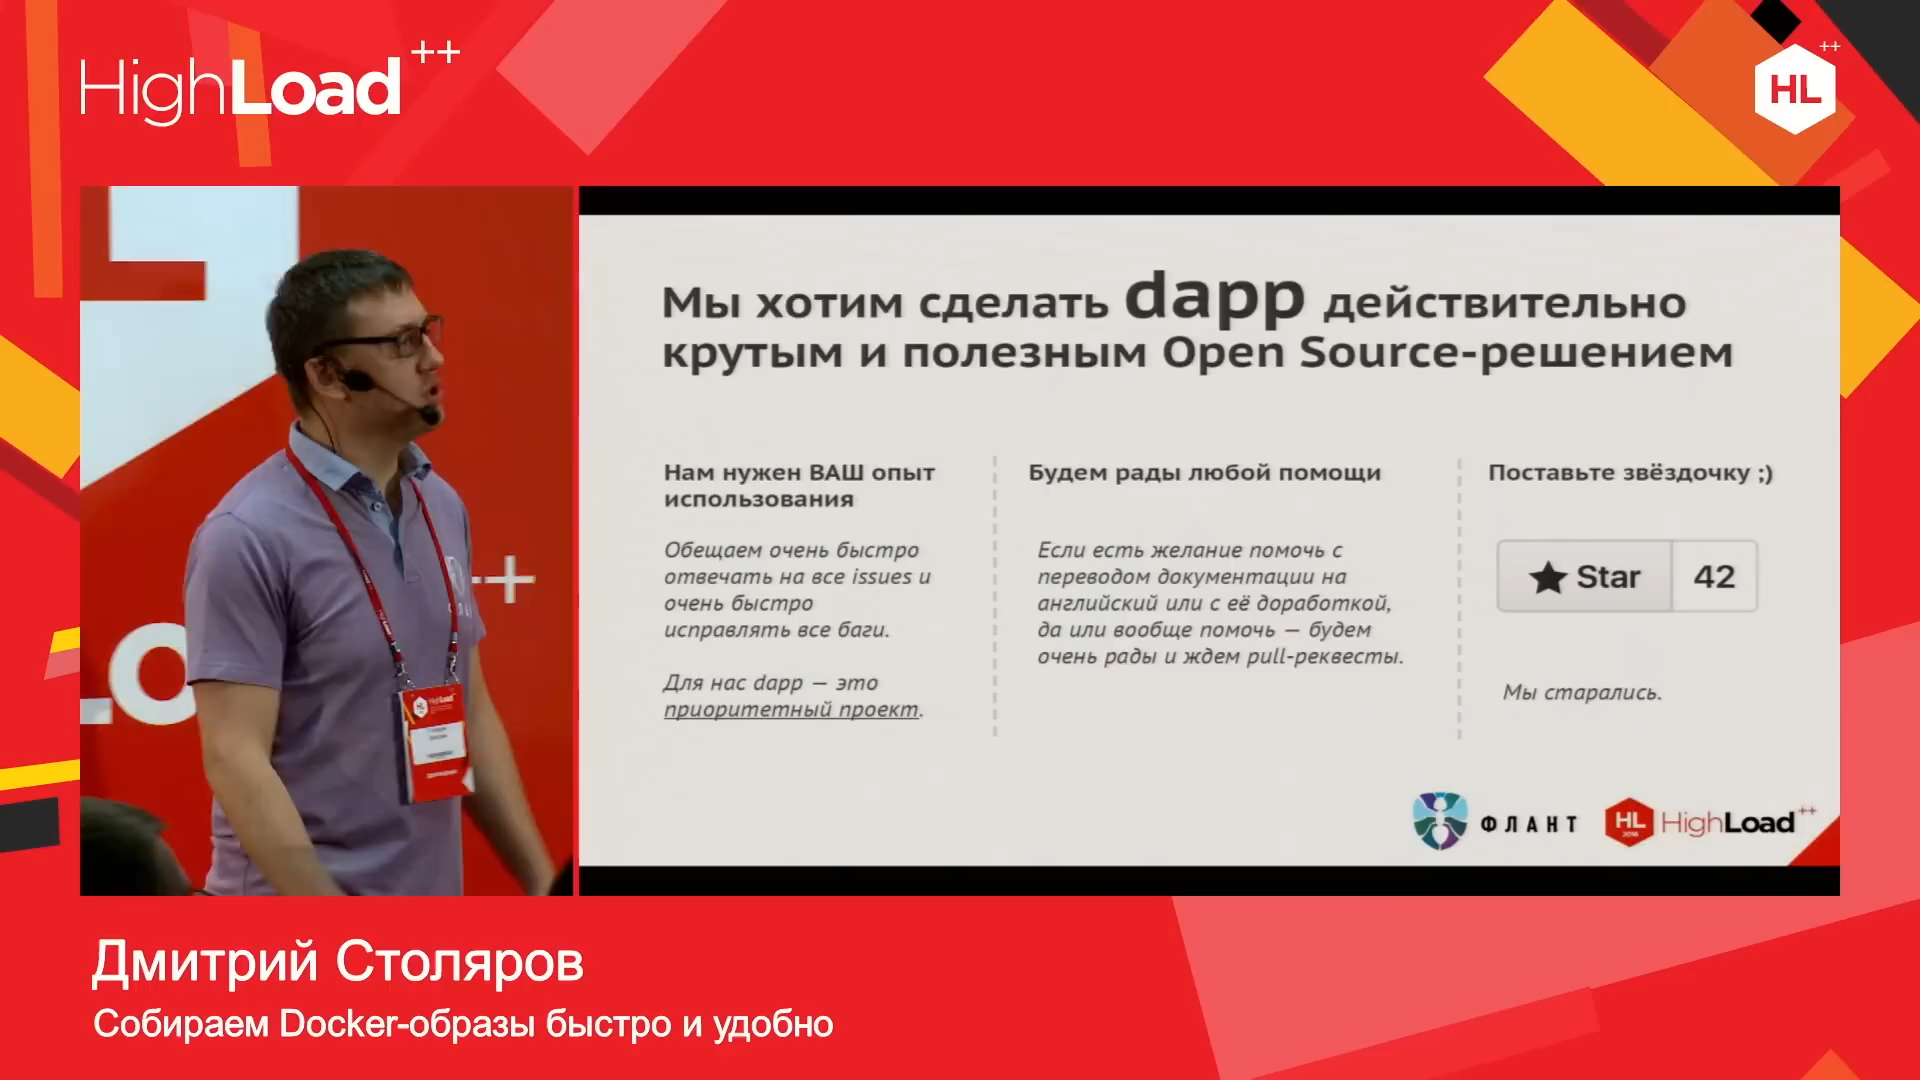 HighLoad++
HL++
Мы хотим сделать dapp действительно
крутым и полезным Open Source-решением
Нам нужен ВАШ опыт
использования
Обещаем очень быстро
отвечать на все issues и
очень быстро
исправлять все баги.
Для нас dapp — это
приоритетный проект.
Будем рады любой помощи
Если есть желание помочь с
переводом документации на
английский или с её доработкой,
да или вообще помочь — будем
очень рады и ждем pull-реквесты.
Поставьте звёздочку ;)
Star 42
Мы старались.
ФЛАНТ
HL
2016
HighLoad++
Дмитрий Столяров
Собираем Docker-образы быстро и удобно